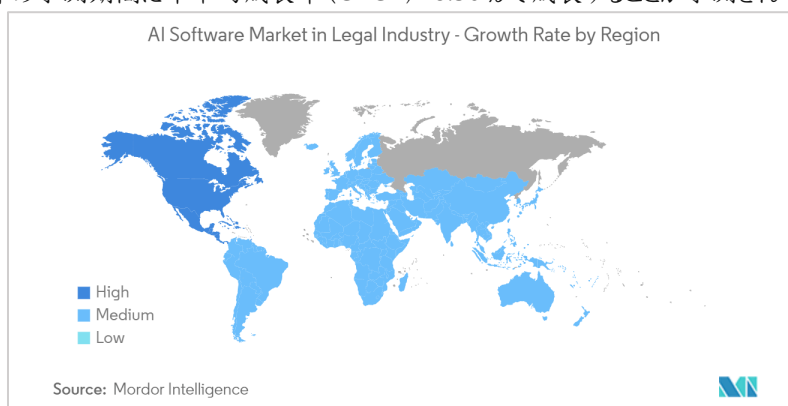 AI Software Market in Legal Industry - Growth Rate by Region
High
Medium
Low
Source: Mordor Intelligence